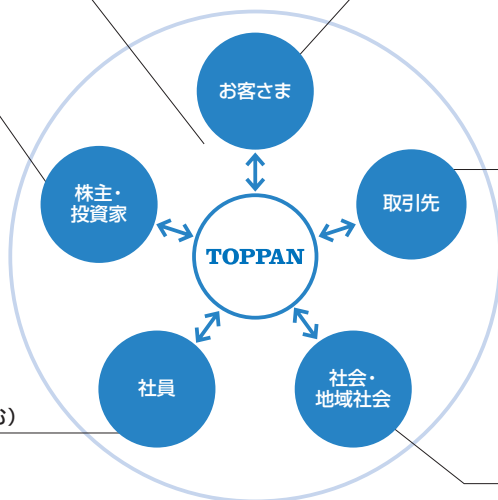 お客さま
株主・
投資家
取引先
TOPPAN
社員
社会・
地域社会
む）